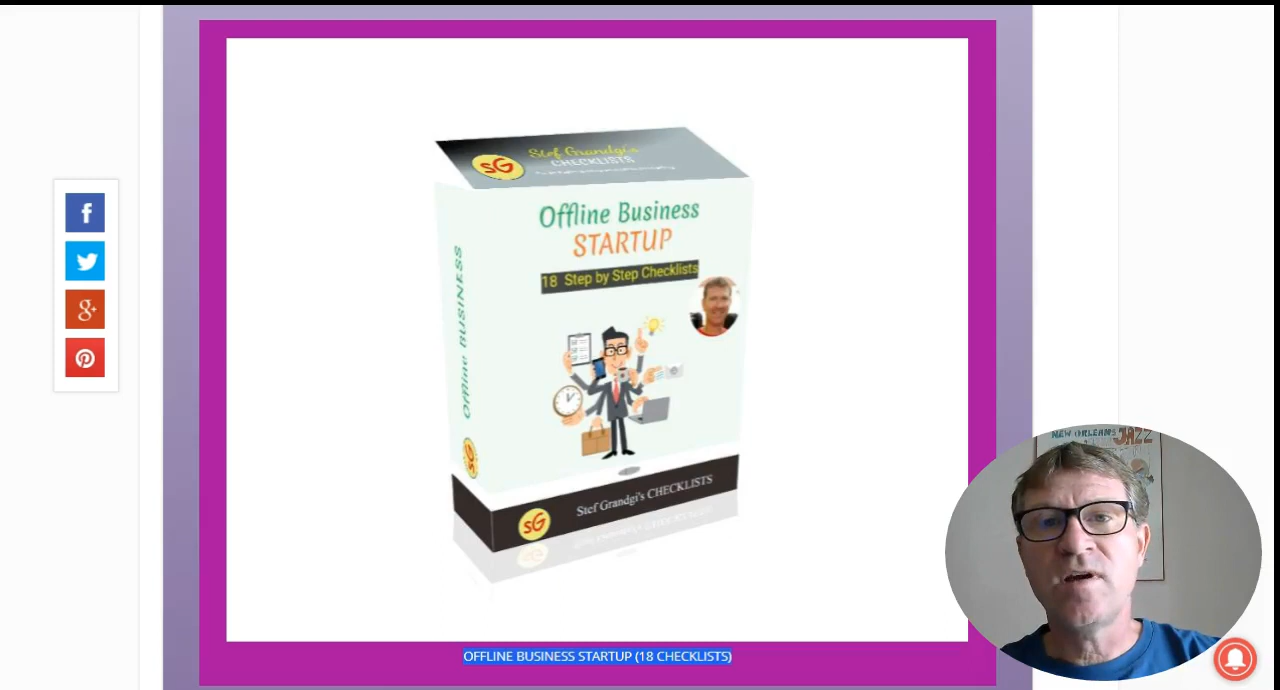 Stef Grandgi's
CHECKLISTS
SG
Offline Business
STARTUP
18 Step by Step Checklists
Offline BUSINESS
SG
Stef Grandgi's CHECKLISTS
SG
NEW ORLEANS JAZZ
OFFLINE BUSINESS STARTUP (18 CHECKLISTS)
f
g+